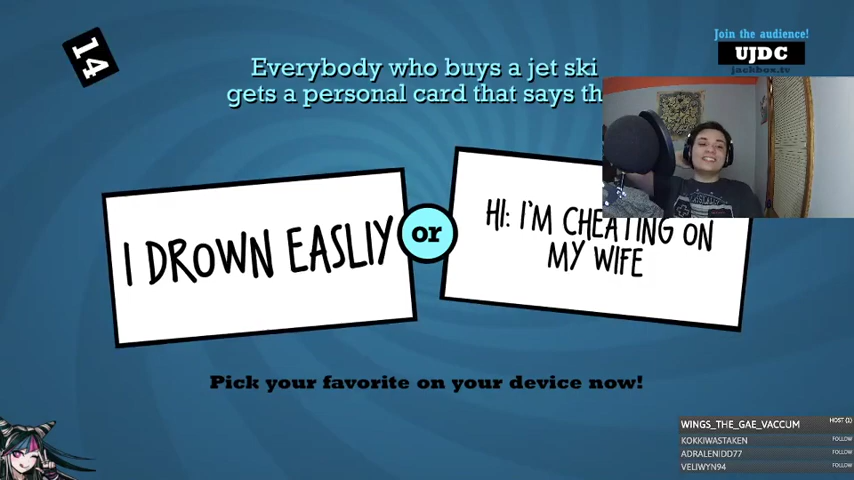 14
Join the audience!
UJDC
jackbox.tv
Everybody who buys a jet ski
gets a personal card that says
I DROWN EASLIY
or
HI: I'M CHEATING ON
MY WIFE
Pick your favorite on your device now!
WINGS_THE_GAE_VACCUM HOST (1)
KOKKIWASTAKEN FOLLOW
ADRALENIDD77 FOLLOW
VELIWYN94 FOLLOW